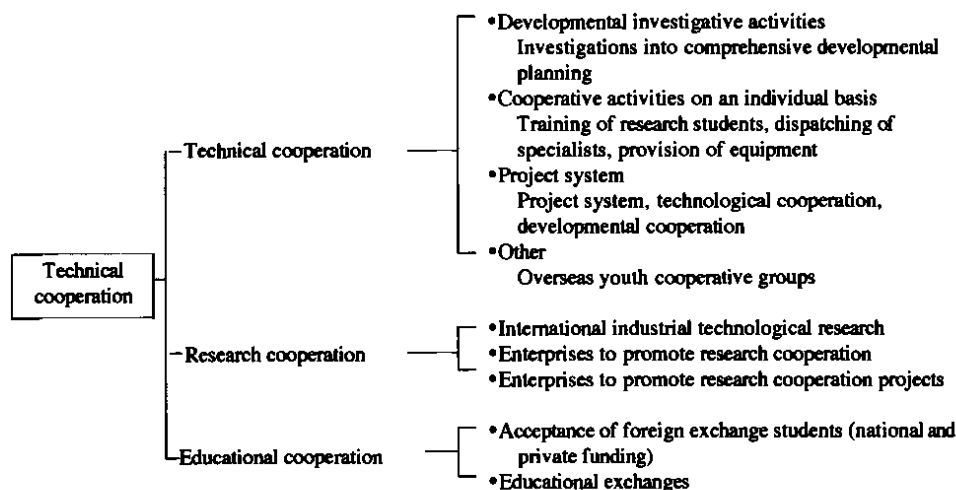 •Developmental investigative activities
Investigations into comprehensive developmental
planning
•Cooperative activities on an individual basis
Training of research students, dispatching of
specialists, provision of equipment
Technical cooperation
•Project system
Project system, technological cooperation,
developmental cooperation
•Other
Overseas youth cooperative groups
Technical
cooperation
•International industrial technological research
Research cooperation
•Enterprises to promote research cooperation
•Enterprises to promote research cooperation projects
•Acceptance of foreign exchange students (national and
private funding)
Educational cooperation
•Educational exchanges